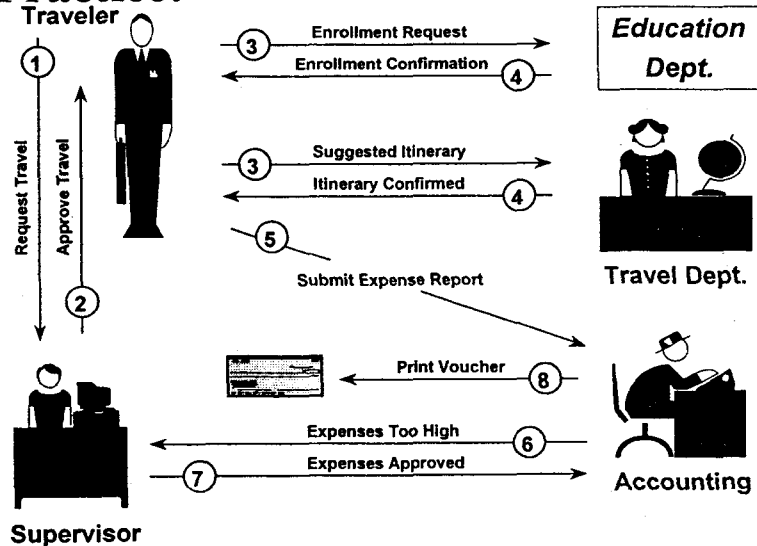 Traveler
1
3
Enrollment Request
Enrollment Confirmation
4
Education
Dept.
Request Travel
Approve Travel
2
3
Suggested Itinerary
Itinerary Confirmed
4
Travel Dept.
5
Submit Expense Report
Print Voucher
8
Expenses Too High
6
7
Expenses Approved
Supervisor
Accounting